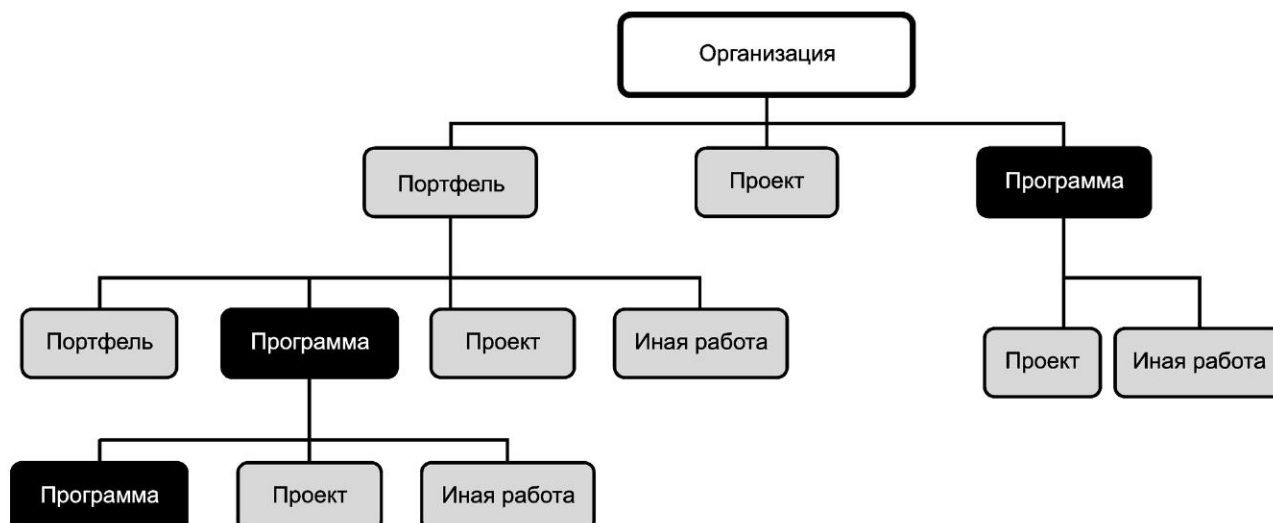 Организация
Портфель
Проект
Программа
Портфель
Программа
Проект
Иная работа
Проект
Иная работа
Программа
Проект
Иная работа